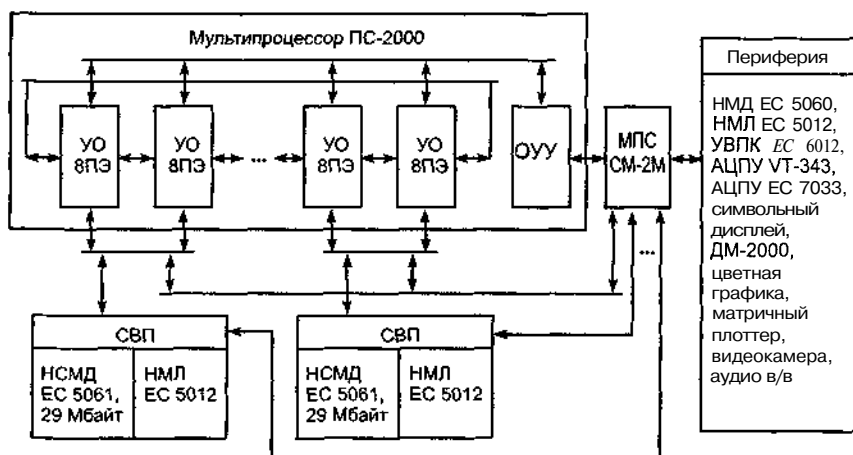 Мультипроцессор ПС-2000
УО
8ПЭ
УО
8ПЭ
...
УО
8ПЭ
УО
8ПЭ
ОУУ
МПС
СМ-2М
...
Периферия
НМД ЕС 5060,
НМЛ ЕС 5012,
УВПК ЕС 6012,
АЦПУ VT-343,
АЦПУ ЕС 7033,
символьный
дисплей,
ДМ-2000,
цветная
графика,
матричный
плоттер,
видеокамера,
аудио в/в
СВП
НСМД
ЕС 5061,
29 Мбайт
НМЛ
ЕС 5012
СВП
НСМД
ЕС 5061,
29 Мбайт
НМЛ
ЕС 5012